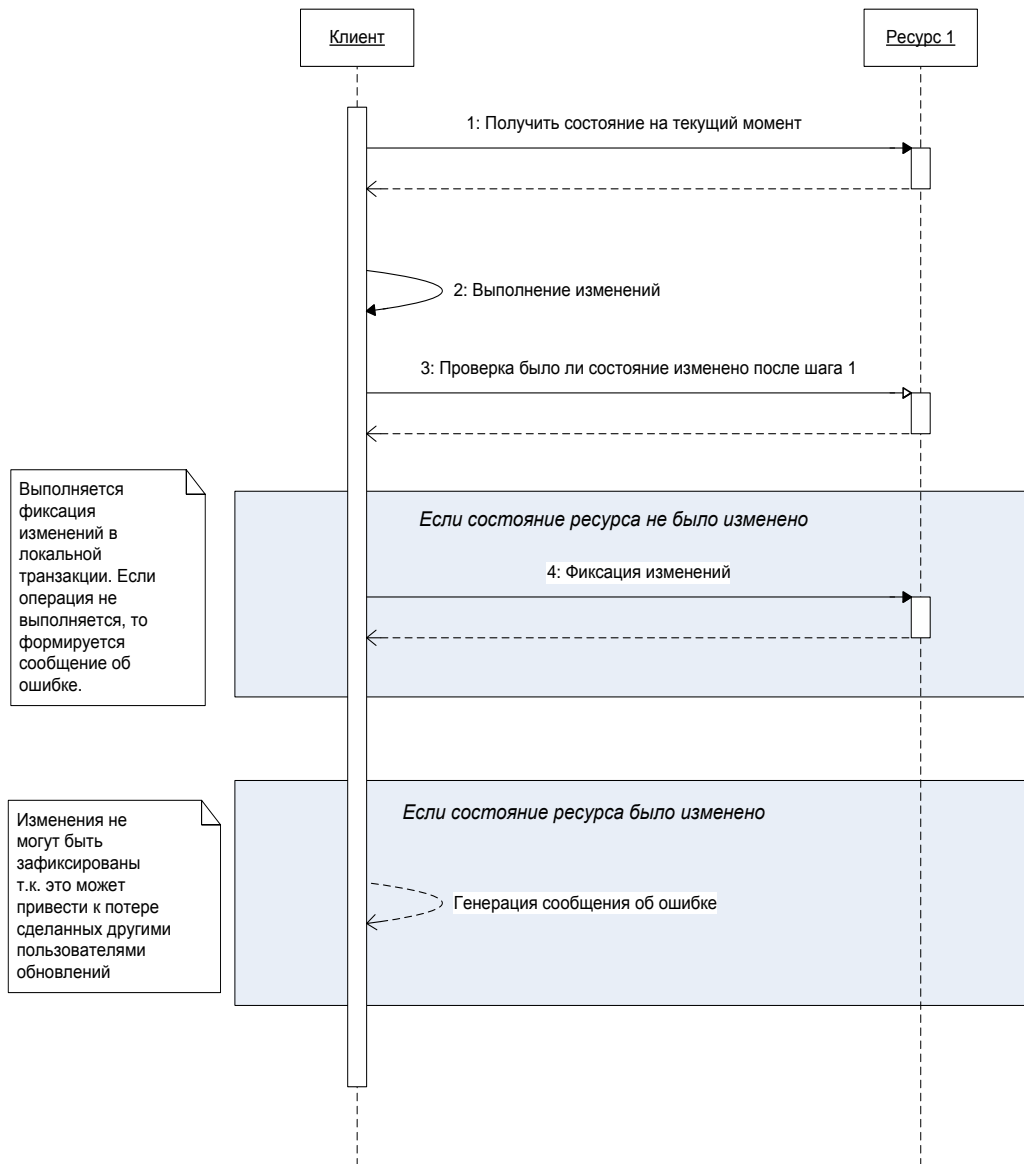 Клиент
Ресурс 1
1: Получить состояние на текущий момент
2: Выполнение изменений
3: Проверка было ли состояние изменено после шага 1
Выполняется
фиксация
изменений в
локальной
транзакции. Если
операция не
выполняется, то
формируется
сообщение об
ошибке.
Если состояние ресурса не было изменено
4: Фиксация изменений
Изменения не
могут быть
зафиксированы
т.к. это может
привести к потере
сделанных другими
пользователями
обновлений
Если состояние ресурса было изменено
Генерация сообщения об ошибке